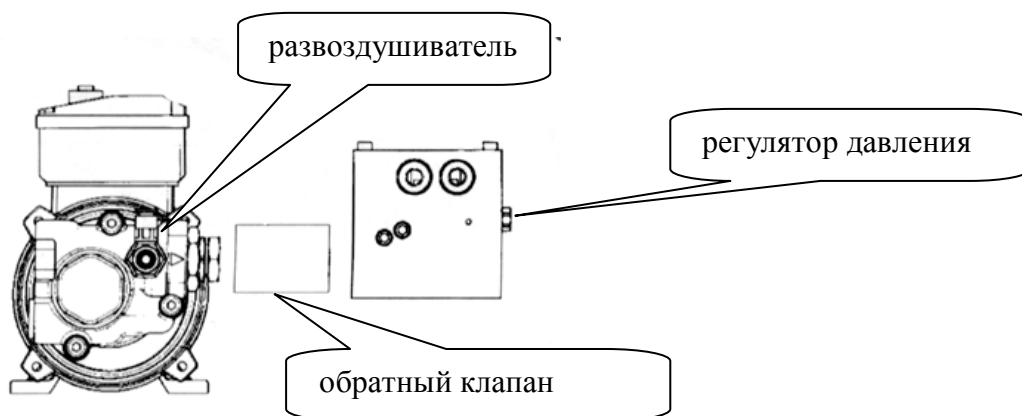 развоздушиватель
регулятор давления
обратный клапан